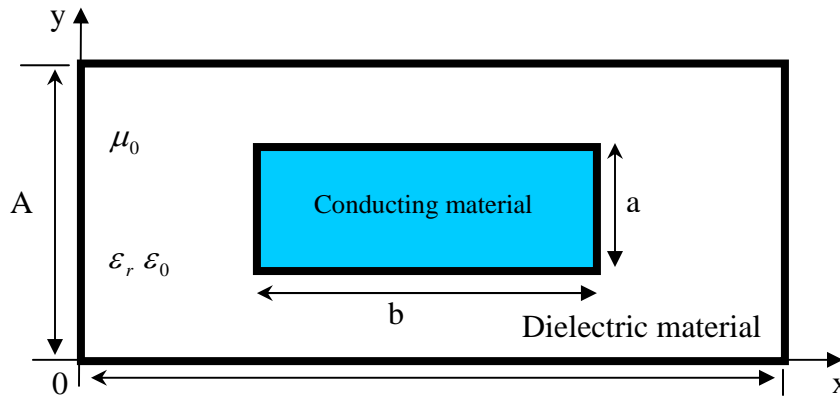 y
μ₀
A
Conducting material
a
εᵣ ε₀
b
Dielectric material
0
x